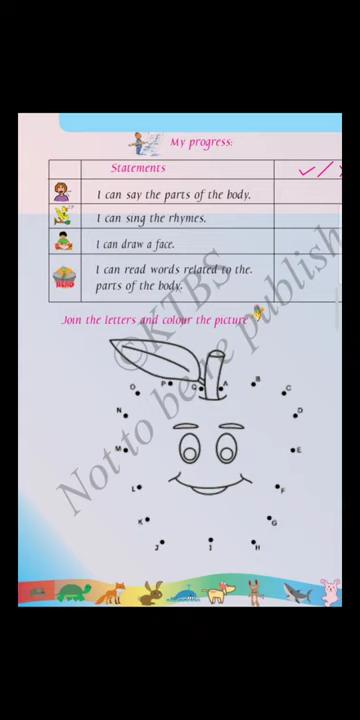 My progress:
Statements
I can say the parts of the body.
I can sing the rhymes.
I can draw a face.
I can read words related to the
parts of the body.
READ
Join the letters and colour the picture
©KTBS
Not to be republished
O P Q A B C
N D
M E
L F
K G
J I H